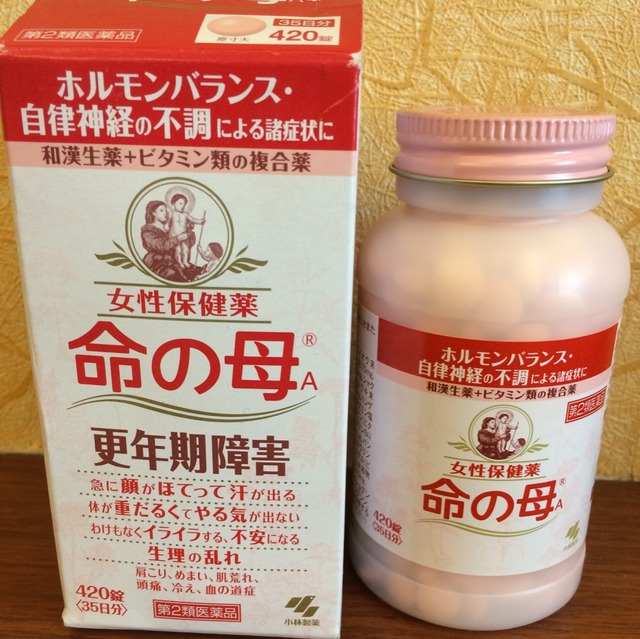 第2類医薬品
35日分
420錠
原寸大
ホルモンバランス・
自律神経の不調による諸症状に
和漢生薬+ビタミン類の複合薬
女性保健薬
命の母®A
更年期障害
急に顔がほてって汗が出る
体が重だるくてやる気が出ない
わけもなくイライラする、不安になる
生理の乱れ
肩こり、めまい、肌荒れ、
頭痛、冷え、血の道症
420錠
〈35日分〉
第2類医薬品
小林製薬
ホルモンバランス・
自律神経の不調による諸症状に
和漢生薬+ビタミン類の複合薬
第2類医薬品
女性保健薬
命の母®A
420錠
〈35日分〉